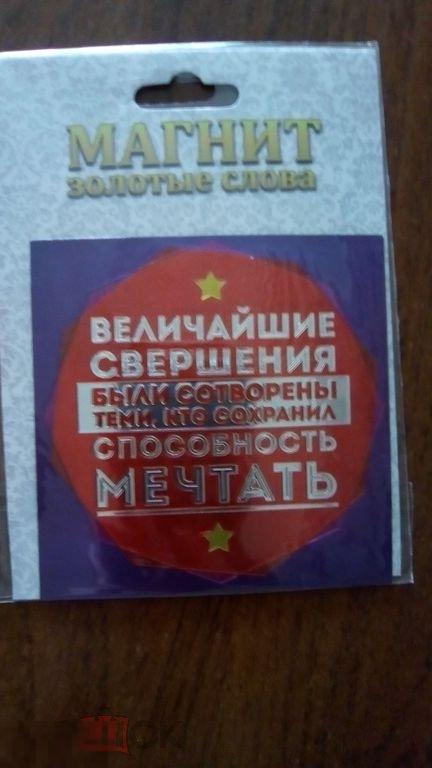 МАГНИТ
ЗОЛОТЫЕ СЛОВА
ВЕЛИЧАЙШИЕ
СВЕРШЕНИЯ
БЫЛИ СОТВОРЕНЫ
ТЕМИ, КТО СОХРАНИЛ
СПОСОБНОСТЬ
МЕЧТАТЬ